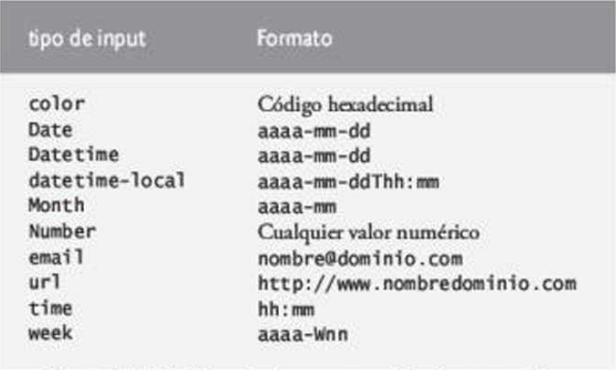 tipo de input Formato
color Código hexadecimal
Date aaaa-mm-dd
Datetime aaaa-mm-dd
datetime-local aaaa-mm-ddThh:mm
Month aaaa-mm
Number Cualquier valor numérico
email nombre@dominio.com
url http://www.nombredominio.com
time hh:mm
week aaaa-Wnn